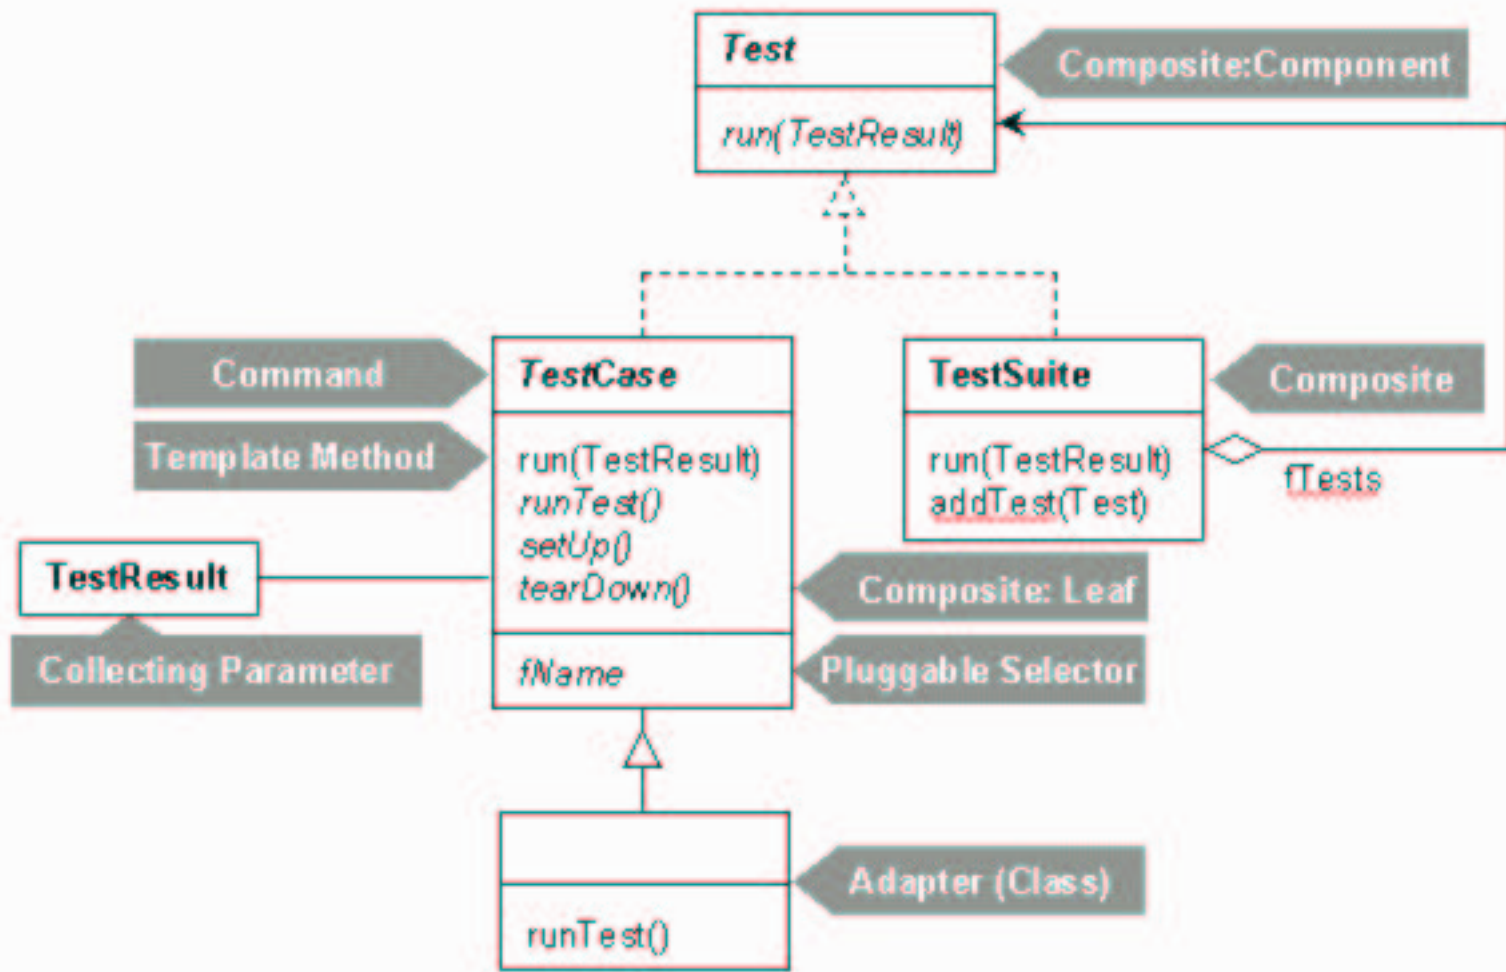 Test
Composite:Component
run(TestResult)
Command
TestCase
TestSuite
Composite
Template Method
run(TestResult)
runTest()
setUp()
tearDown()
run(TestResult)
addTest(Test)
fTests
TestResult
Composite: Leaf
Collecting Parameter
fName
Pluggable Selector
Adapter (Class)
runTest()